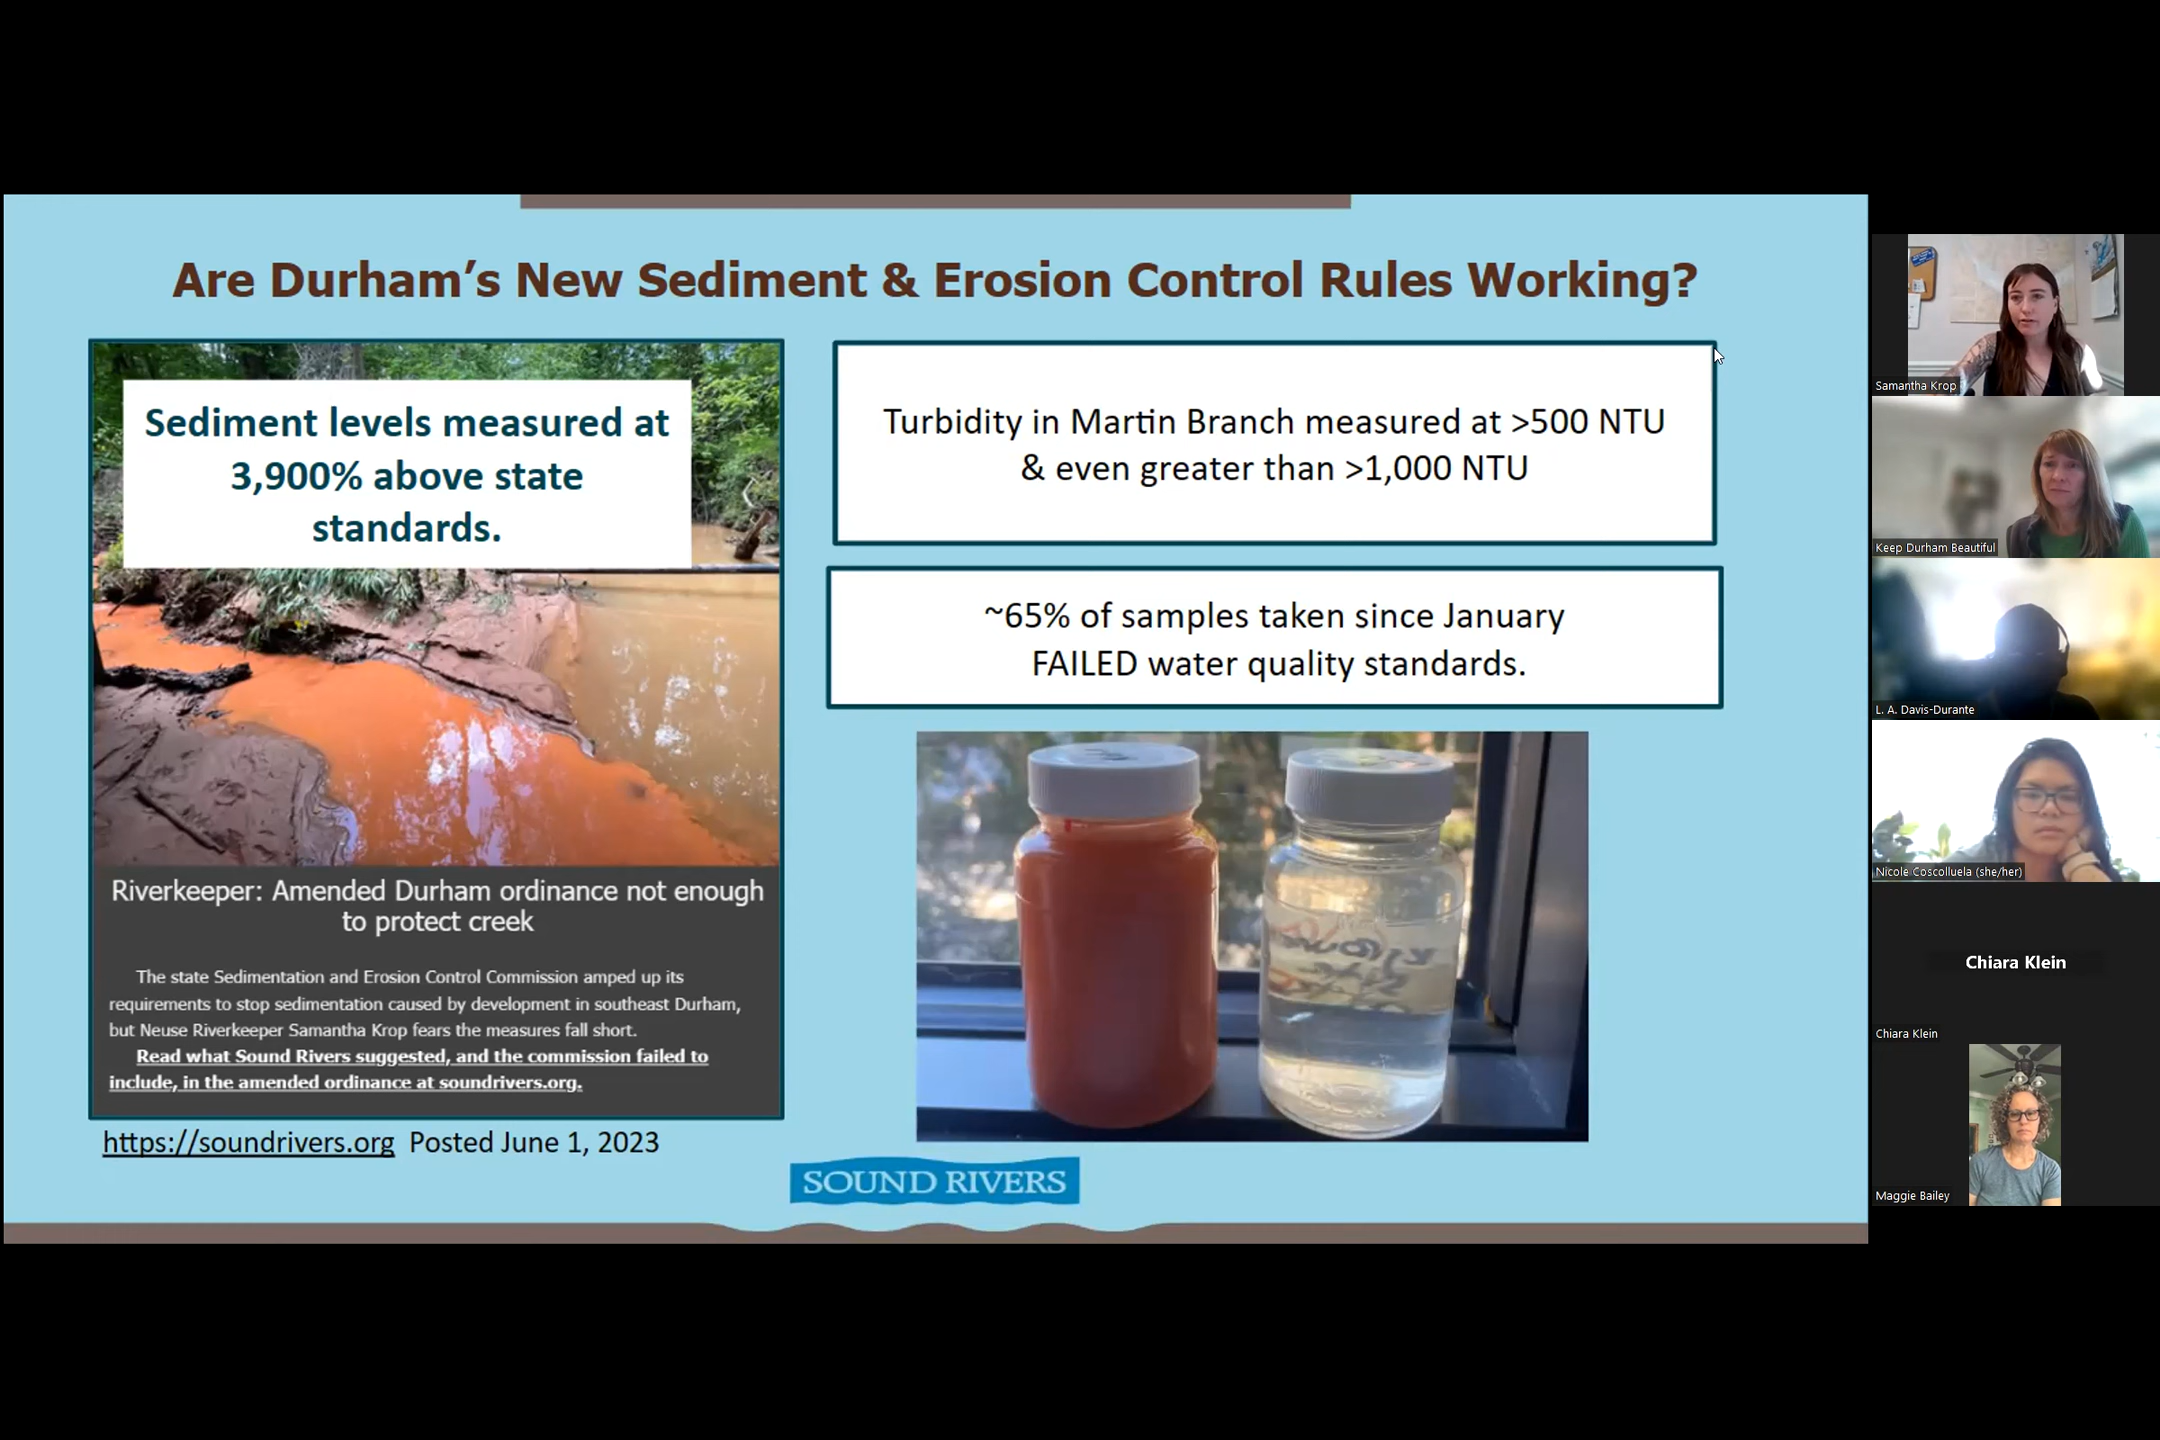 Are Durham's New Sediment & Erosion Control Rules Working?
Sediment levels measured at
3,900% above state
standards.
Riverkeeper: Amended Durham ordinance not enough
to protect creek
The state Sedimentation and Erosion Control Commission amped up its
requirements to stop sedimentation caused by development in southeast Durham,
but Neuse Riverkeeper Samantha Krop fears the measures fall short.
Read what Sound Rivers suggested, and the commission failed to
include, in the amended ordinance at soundrivers.org.
https://soundrivers.org Posted June 1, 2023
Turbidity in Martin Branch measured at >500 NTU
& even greater than >1,000 NTU
~65% of samples taken since January
FAILED water quality standards.
SOUND RIVERS
Samantha Krop
Keep Durham Beautiful
L. A. Davis-Durante
Nicole Coscolluela (she/her)
Chiara Klein
Chiara Klein
Maggie Bailey